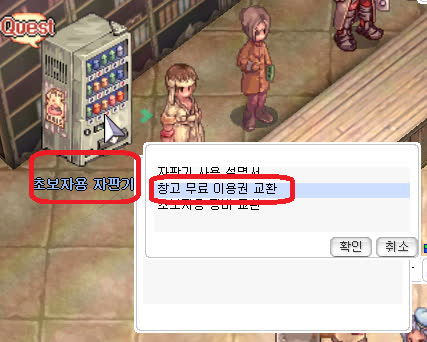 Quest
초보자용 자판기
자판기 사용 설명서
창고 무료 이용권 교환
초보자용 장비 교환
확인
취소